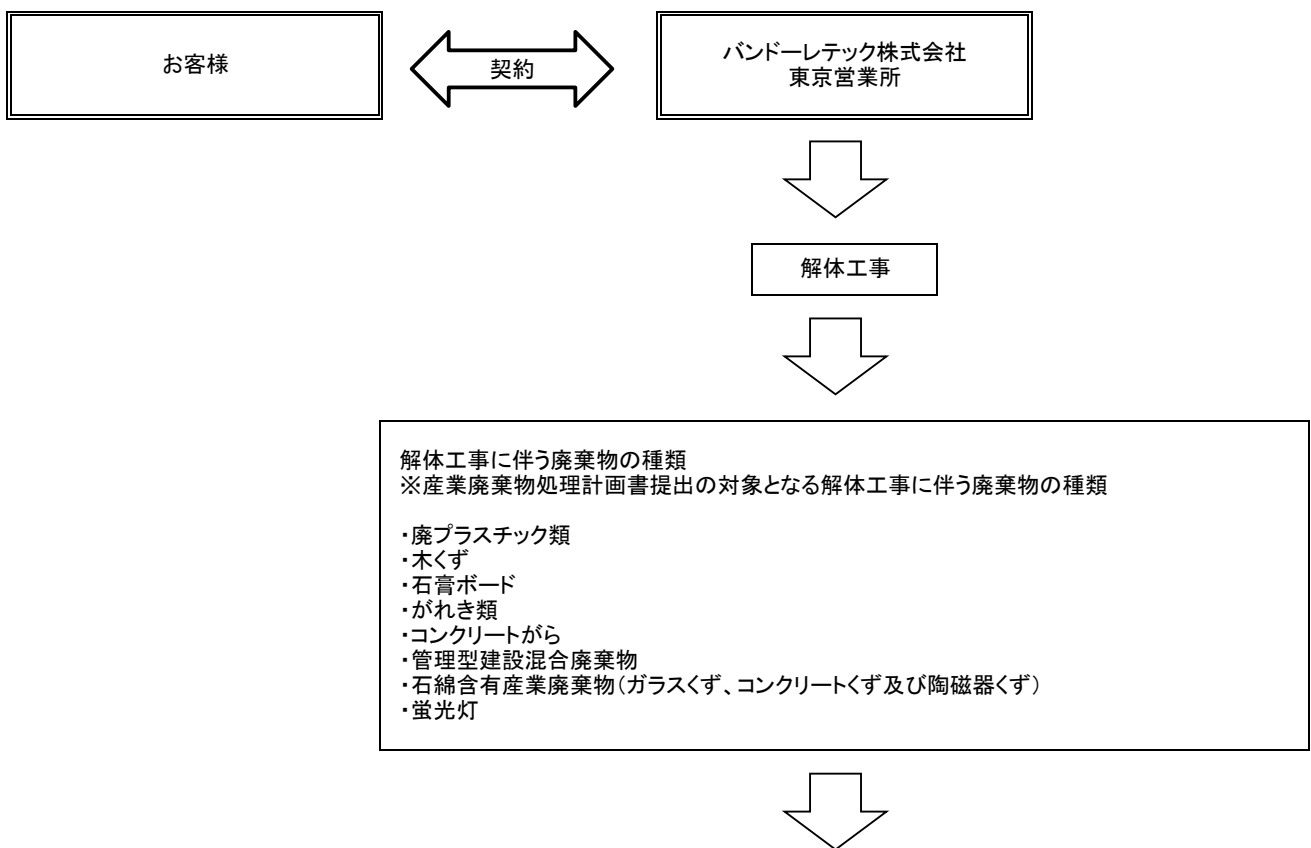 お客様
契約
バンドーレテック株式会社
東京営業所
解体工事
解体工事に伴う廃棄物の種類
※産業廃棄物処理計画書提出の対象となる解体工事に伴う廃棄物の種類
・廃プラスチック類
・木くず
・石膏ボード
・がれき類
・コンクリートがら
・管理型建設混合廃棄物
・石綿含有産業廃棄物(ガラスくず、コンクリートくず及び陶磁器くず)
・蛍光灯